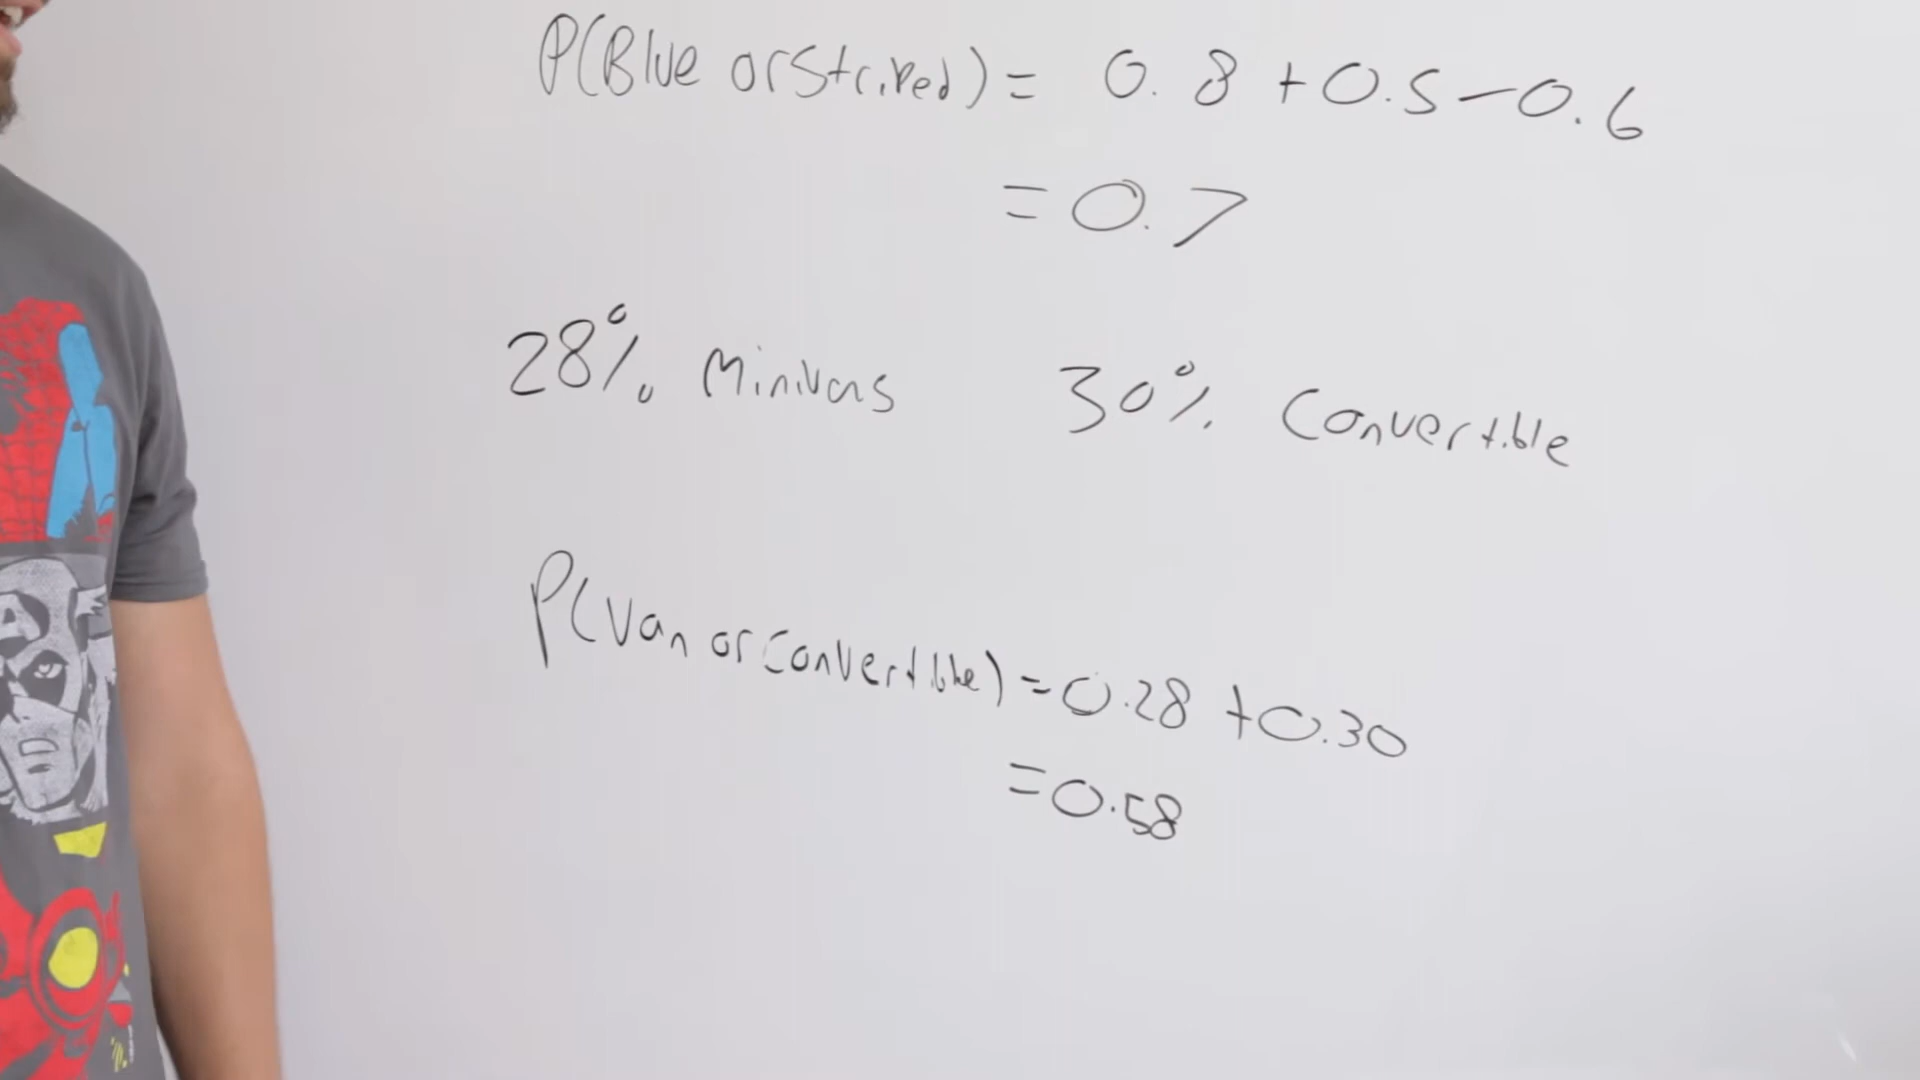 P(Blue or Striped) = 0.8 + 0.5 - 0.6
= 0.7
28% Minivans 30% Convertible
P(Van or Convertible) = 0.28 + 0.30
= 0.58